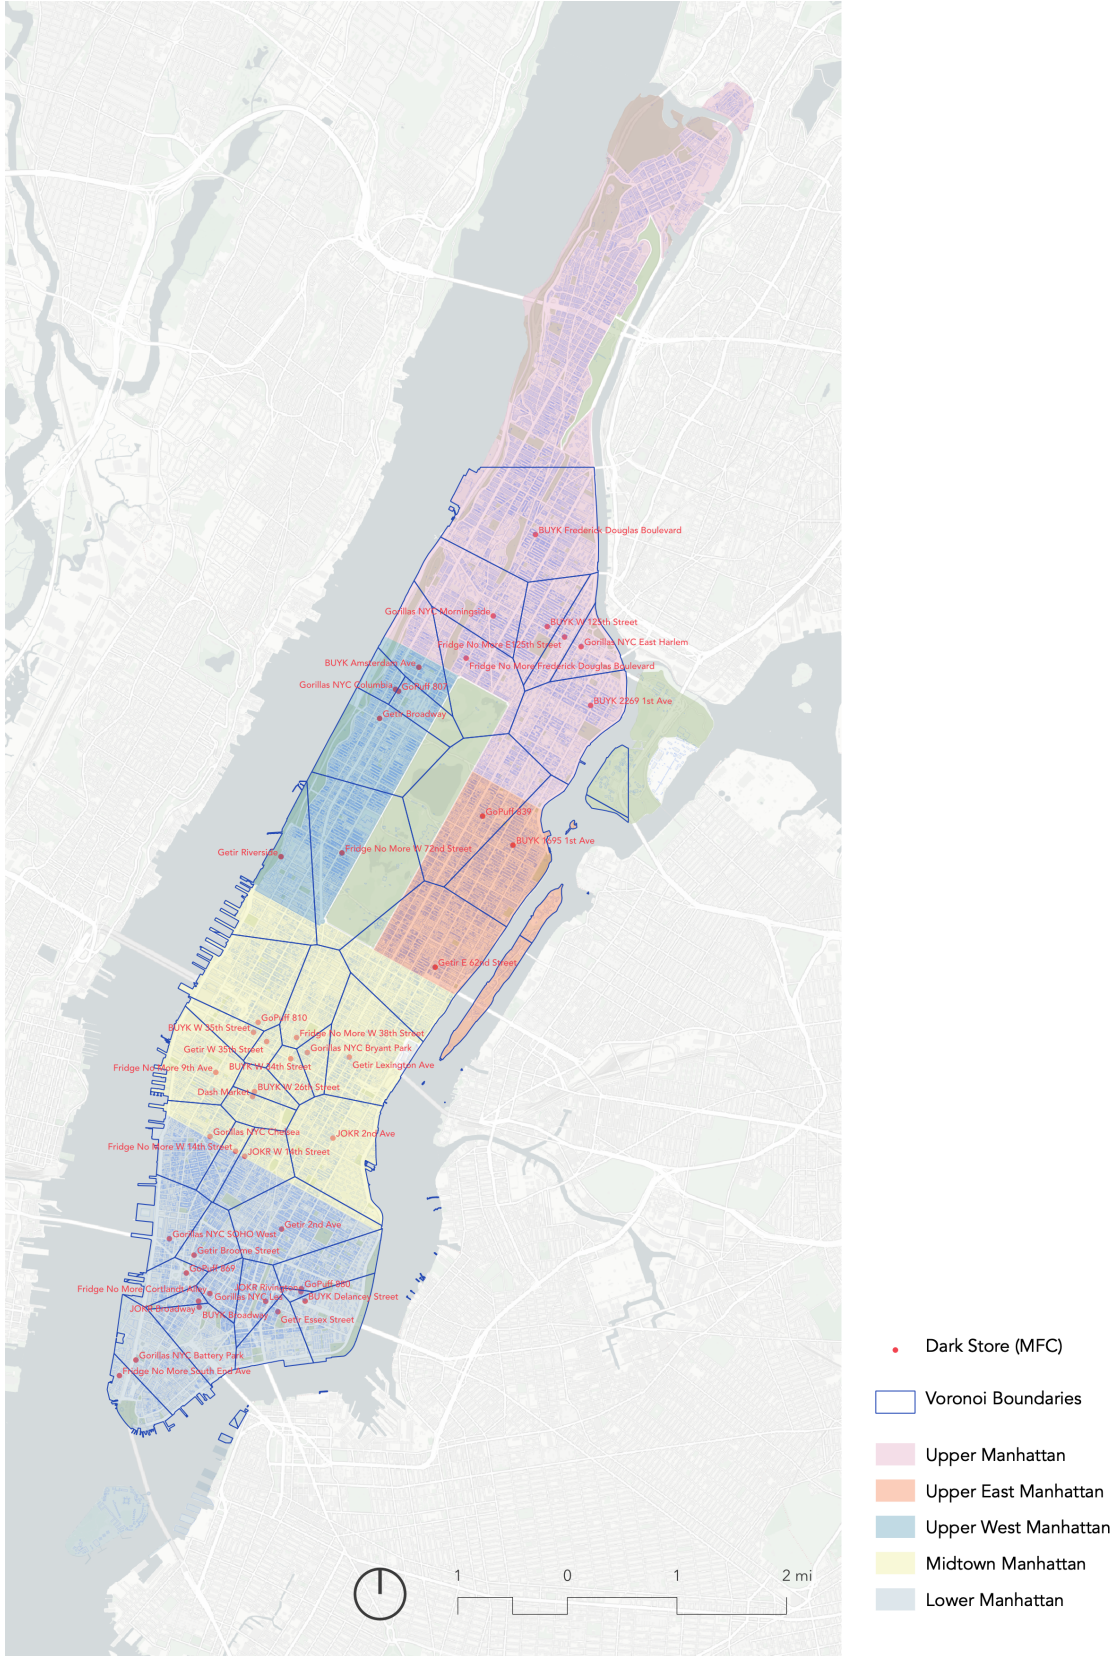 BUYK Frederick Douglas Boulevard
Gorillas NYC Morningside
BUYK W 125th Street
Fridge No More E125th Street
Gorillas NYC East Harlem
BUYK Amsterdam Ave
Fridge No More Frederick Douglas Boulevard
Gorillas NYC Columbia
GoPuff 807
BUYK 2269 1st Ave
Getir Broadway
GoPuff 839
BUYK 1695 1st Ave
Getir Riverside
Fridge No More W 72nd Street
Getir E 62nd Street
GoPuff 810
BUYK W 35th Street
Fridge No More W 38th Street
Getir W 35th Street
Gorillas NYC Bryant Park
Fridge No More 9th Ave
BUYK W 34th Street
Getir Lexington Ave
Dash Market
BUYK W 26th Street
Gorillas NYC Chelsea
JOKR 2nd Ave
Fridge No More W 14th Street
JOKR W 14th Street
Getir 2nd Ave
Gorillas NYC SOHO West
Getir Broome Street
GoPuff 869
Fridge No More Cortlandt Alley
JOKR Rivington
GoPuff 880
Gorillas NYC Les
BUYK Delancey Street
JOKR Broadway
BUYK Broadway
Getir Essex Street
Gorillas NYC Battery Park
Fridge No More South End Ave
Dark Store (MFC)
Voronoi Boundaries
Upper Manhattan
Upper East Manhattan
Upper West Manhattan
Midtown Manhattan
Lower Manhattan
1 0 1 2 mi